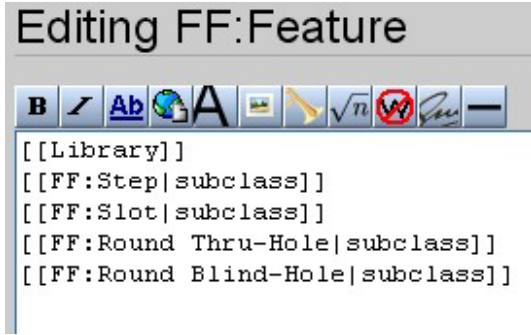 Editing FF:Feature
B I Ab A √n W
[[Library]]
[[FF:Step|subclass]]
[[FF:Slot|subclass]]
[[FF:Round Thru-Hole|subclass]]
[[FF:Round Blind-Hole|subclass]]